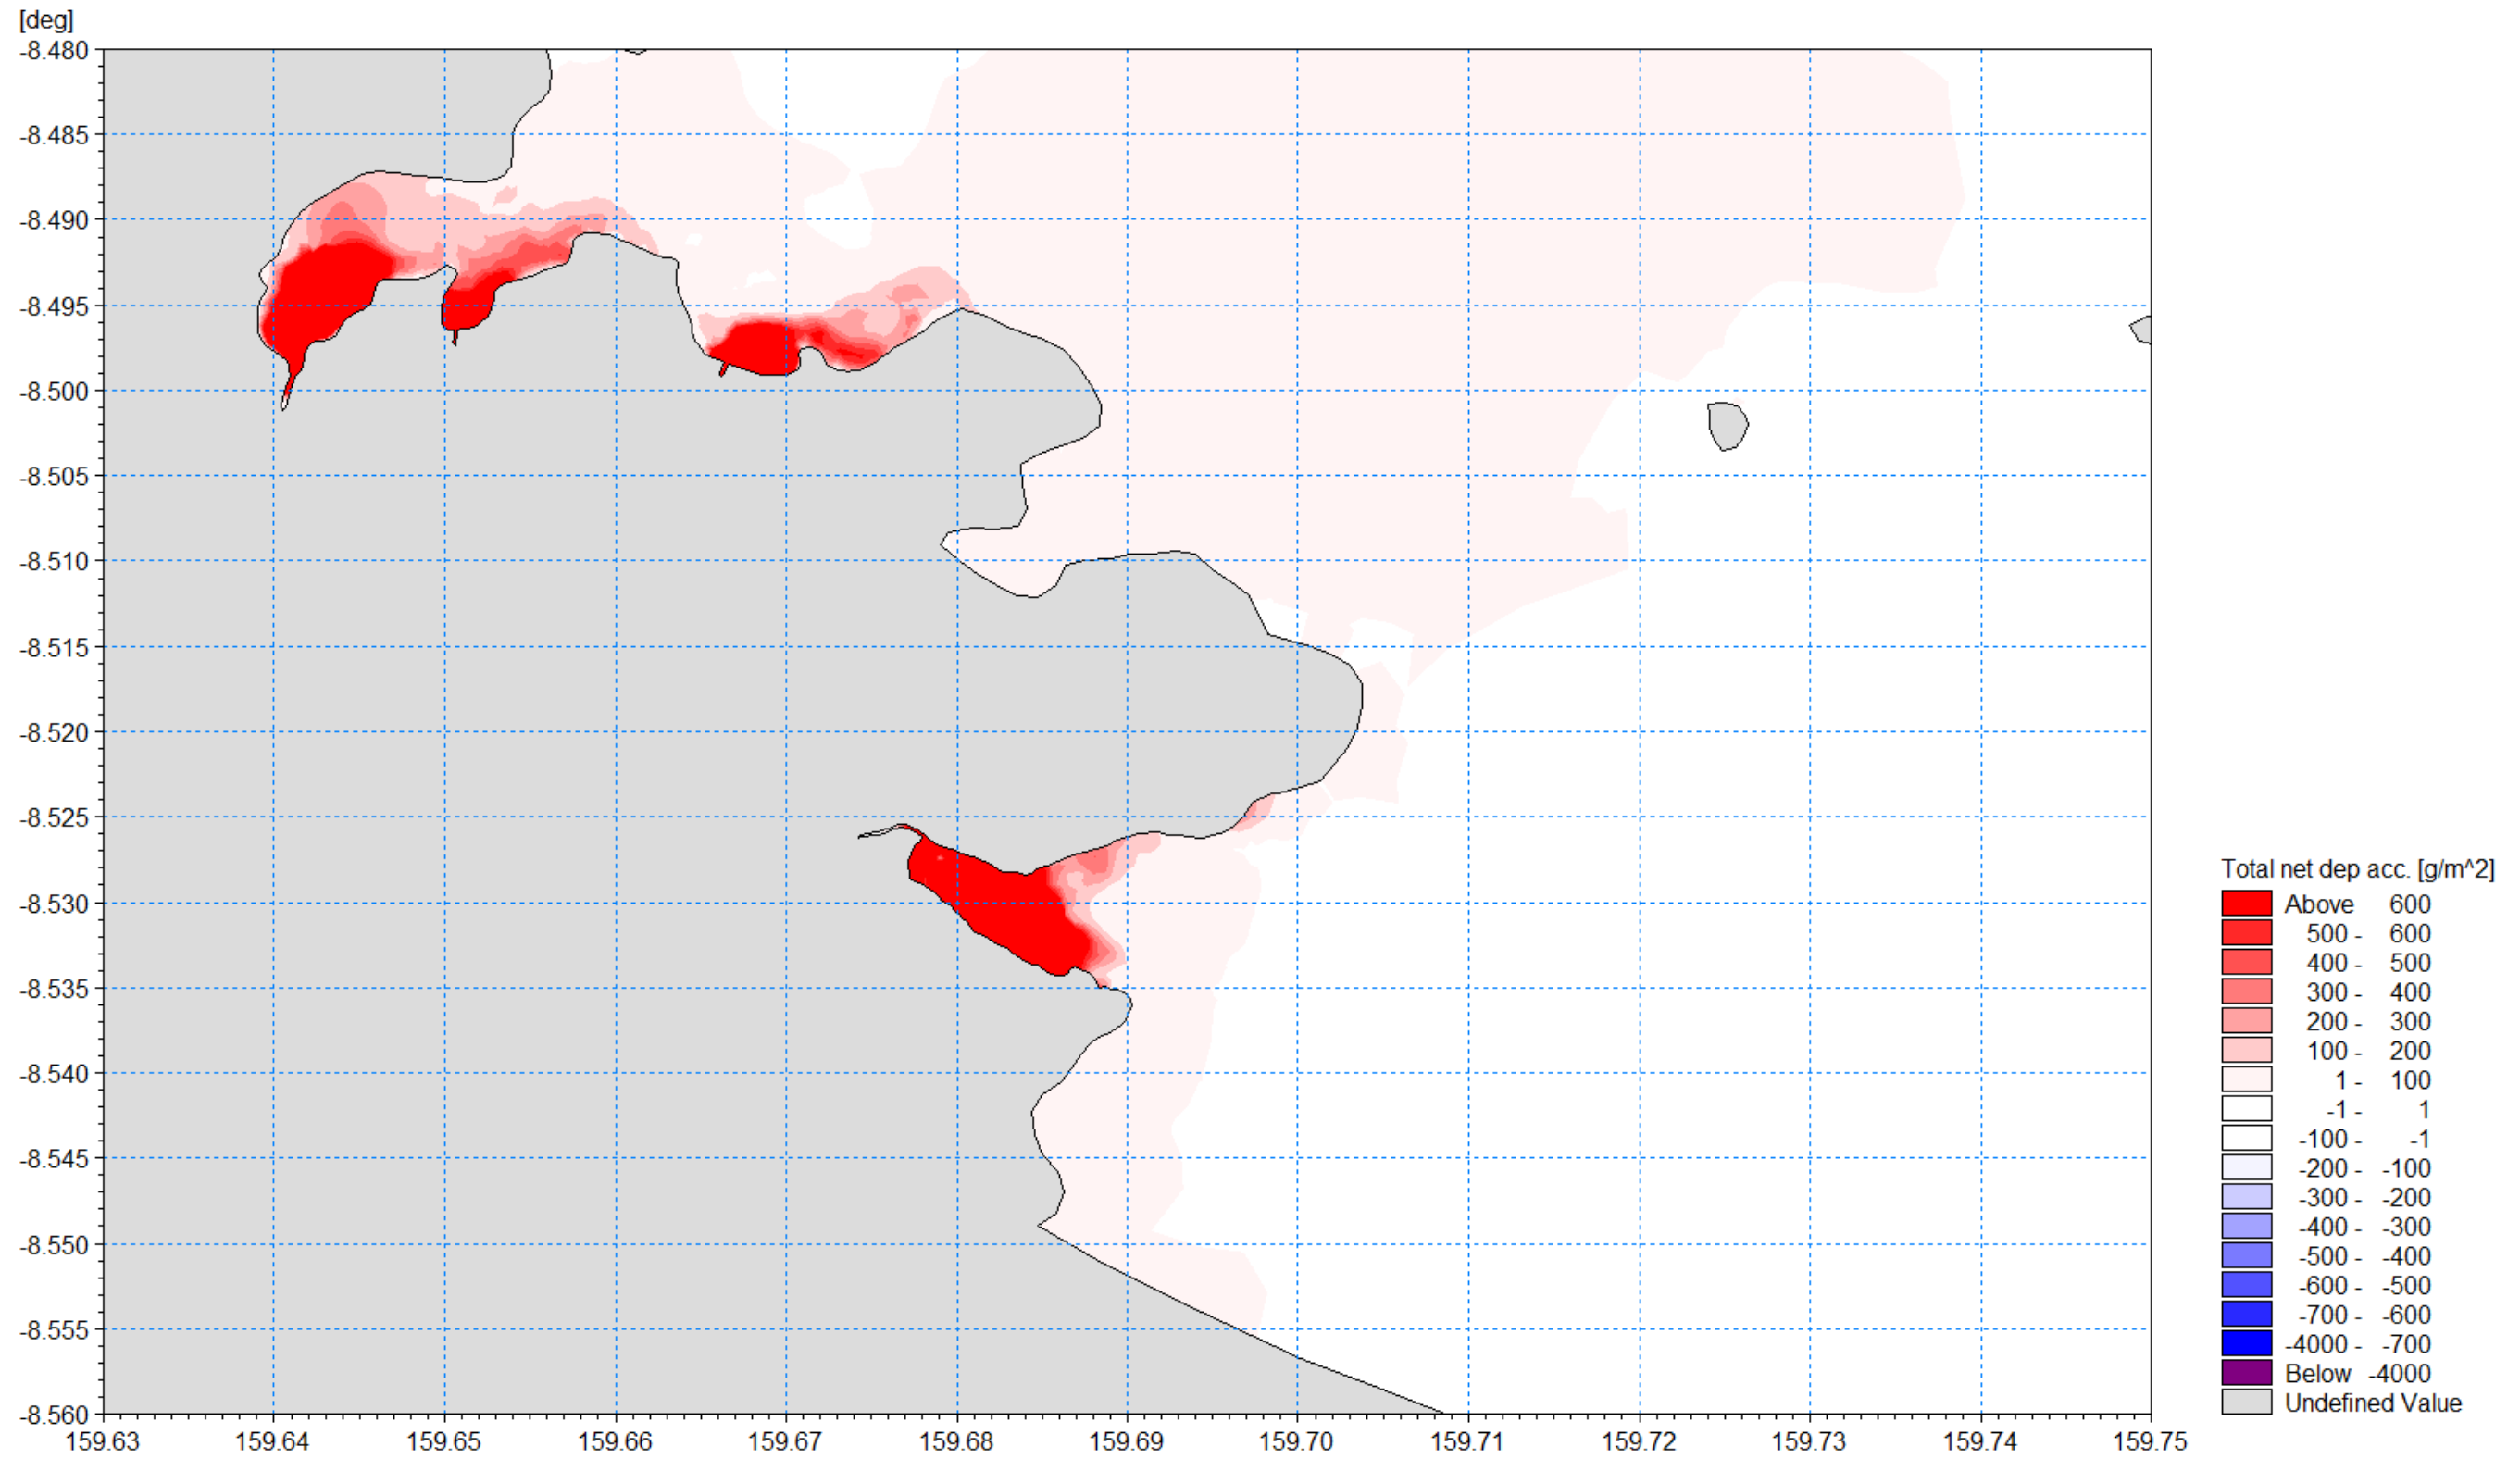 [deg]
-8.480
-8.485
-8.490
-8.495
-8.500
-8.505
-8.510
-8.515
-8.520
-8.525
-8.530
-8.535
-8.540
-8.545
-8.550
-8.555
-8.560
159.63 159.64 159.65 159.66 159.67 159.68 159.69 159.70 159.71 159.72 159.73 159.74 159.75
Total net dep acc. [g/m^2]
Above 600
500 - 600
400 - 500
300 - 400
200 - 300
100 - 200
1 - 100
-1 - 1
-100 - -1
-200 - -100
-300 - -200
-400 - -300
-500 - -400
-600 - -500
-700 - -600
-4000 - -700
Below -4000
Undefined Value